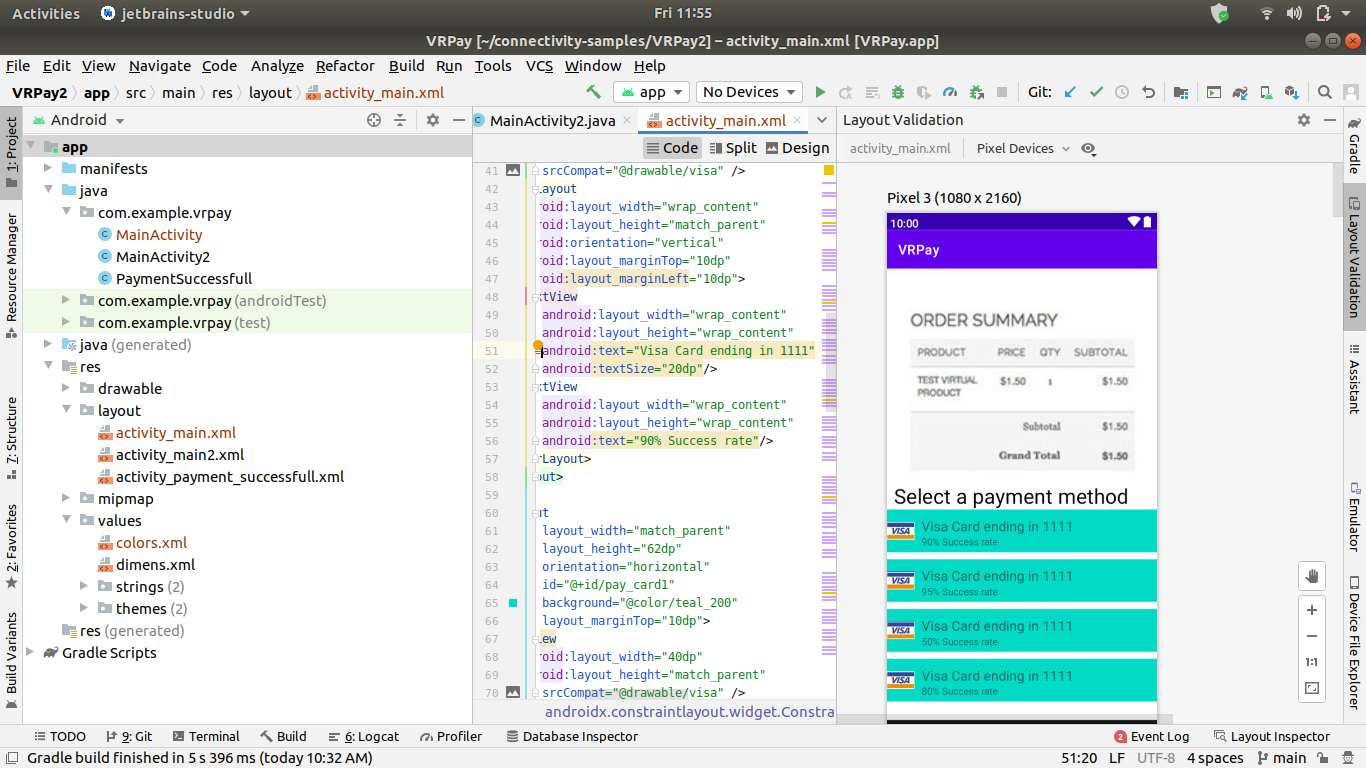 Activities jetbrains-studio Fri 11:55
VRPay [~/connectivity-samples/VRPay2] – activity_main.xml [VRPay.app]
File Edit View Navigate Code Analyze Refactor Build Run Tools VCS Window Help
VRPay2 app src main res layout activity_main.xml app No Devices Git:
1: Project
Resource Manager
7: Structure
2: Favorites
Build Variants
Android
app
manifests
java
com.example.vrpay
MainActivity
MainActivity2
PaymentSuccessfull
com.example.vrpay (androidTest)
com.example.vrpay (test)
java (generated)
res
drawable
layout
activity_main.xml
activity_main2.xml
activity_payment_successfull.xml
mipmap
values
colors.xml
dimens.xml
strings (2)
themes (2)
res (generated)
Gradle Scripts
MainActivity2.java activity_main.xml
Code Split Design
41 srcCompat="@drawable/visa" />
42 Layout
43 roid:layout_width="wrap_content"
44 roid:layout_height="match_parent"
45 roid:orientation="vertical"
46 roid:layout_marginTop="10dp"
47 roid:layout_marginLeft="10dp">
48 xtView
49 android:layout_width="wrap_content"
50 android:layout_height="wrap_content"
51 android:text="Visa Card ending in 1111"
52 android:textSize="20dp"/>
53 xtView
54 android:layout_width="wrap_content"
55 android:layout_height="wrap_content"
56 android:text="90% Success rate"/>
57 rLayout>
58 out>
59
60 ut
61 layout_width="match_parent"
62 layout_height="62dp"
63 orientation="horizontal"
64 id="@+id/pay_card1"
65 background="@color/teal_200"
66 layout_marginTop="10dp">
67 iew
68 roid:layout_width="40dp"
69 roid:layout_height="match_parent"
70 srcCompat="@drawable/visa" />
androidx.constraintlayout.widget.Constra
Layout Validation
activity_main.xml Pixel Devices
Pixel 3 (1080 x 2160)
10:00
VRPay
ORDER SUMMARY
PRODUCT PRICE QTY SUBTOTAL
TEST VIRTUAL PRODUCT $1.50 1 $1.50
Subtotal $1.50
Grand Total $1.50
Select a payment method
VISA Visa Card ending in 1111
90% Success rate
VISA Visa Card ending in 1111
95% Success rate
VISA Visa Card ending in 1111
50% Success rate
VISA Visa Card ending in 1111
80% Success rate
1:1
Gradle
Layout Validation
Assistant
Emulator
Device File Explorer
TODO 9: Git Terminal Build 6: Logcat Profiler Database Inspector 2 Event Log Layout Inspector
Gradle build finished in 5 s 396 ms (today 10:32 AM) 51:20 LF UTF-8 4 spaces main